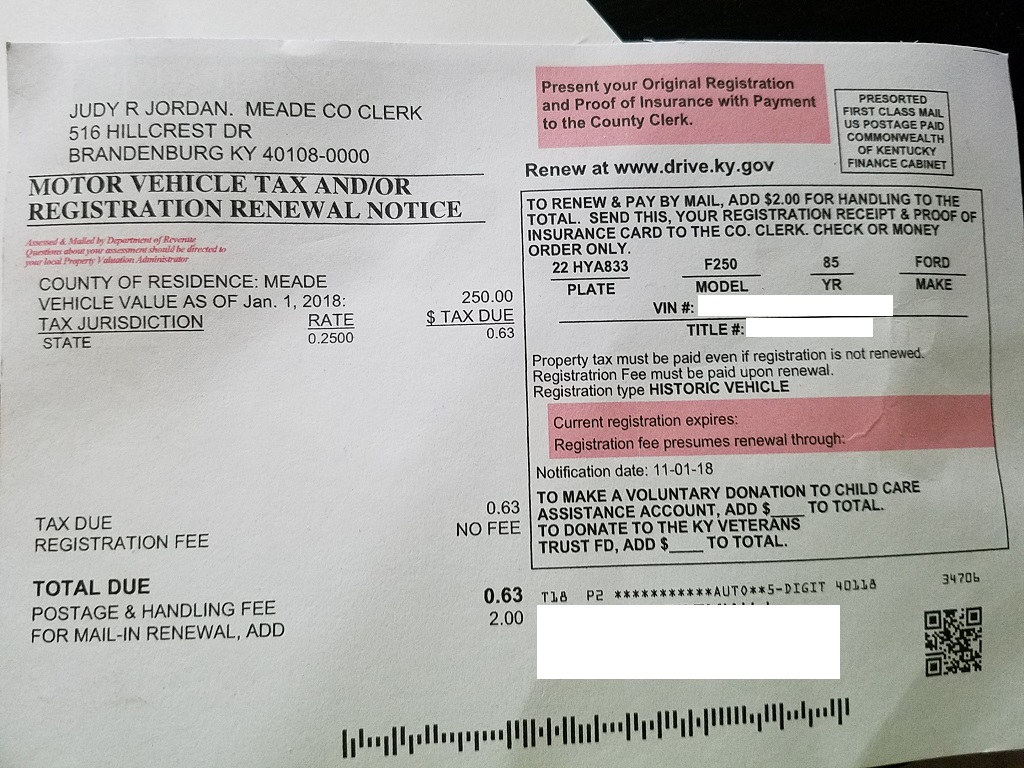 JUDY R JORDAN. MEADE CO CLERK
516 HILLCREST DR
BRANDENBURG KY 40108-0000
MOTOR VEHICLE TAX AND/OR
REGISTRATION RENEWAL NOTICE
Assessed & Mailed by Department of Revenue
Questions about your assessment should be directed to
your local Property Valuation Administrator
COUNTY OF RESIDENCE: MEADE
VEHICLE VALUE AS OF Jan. 1, 2018: 250.00
TAX JURISDICTION RATE $ TAX DUE
STATE 0.2500 0.63
TAX DUE 0.63
REGISTRATION FEE NO FEE
TOTAL DUE 0.63
POSTAGE & HANDLING FEE 2.00
FOR MAIL-IN RENEWAL, ADD
Present your Original Registration
and Proof of Insurance with Payment
to the County Clerk.
PRESORTED
FIRST CLASS MAIL
US POSTAGE PAID
COMMONWEALTH
OF KENTUCKY
FINANCE CABINET
Renew at www.drive.ky.gov
TO RENEW & PAY BY MAIL, ADD $2.00 FOR HANDLING TO THE
TOTAL. SEND THIS, YOUR REGISTRATION RECEIPT & PROOF OF
INSURANCE CARD TO THE CO. CLERK. CHECK OR MONEY
ORDER ONLY.
22 HYA833 F250 85 FORD
PLATE MODEL YR MAKE
VIN #:
TITLE #:
Property tax must be paid even if registration is not renewed.
Registrartion Fee must be paid upon renewal.
Registration type HISTORIC VEHICLE
Current registration expires:
Registration fee presumes renewal through:
Notification date: 11-01-18
TO MAKE A VOLUNTARY DONATION TO CHILD CARE
ASSISTANCE ACCOUNT, ADD $____ TO TOTAL.
TO DONATE TO THE KY VETERANS
TRUST FD, ADD $____ TO TOTAL.
T18 P2 ***********AUTO**5-DIGIT 40118 34706